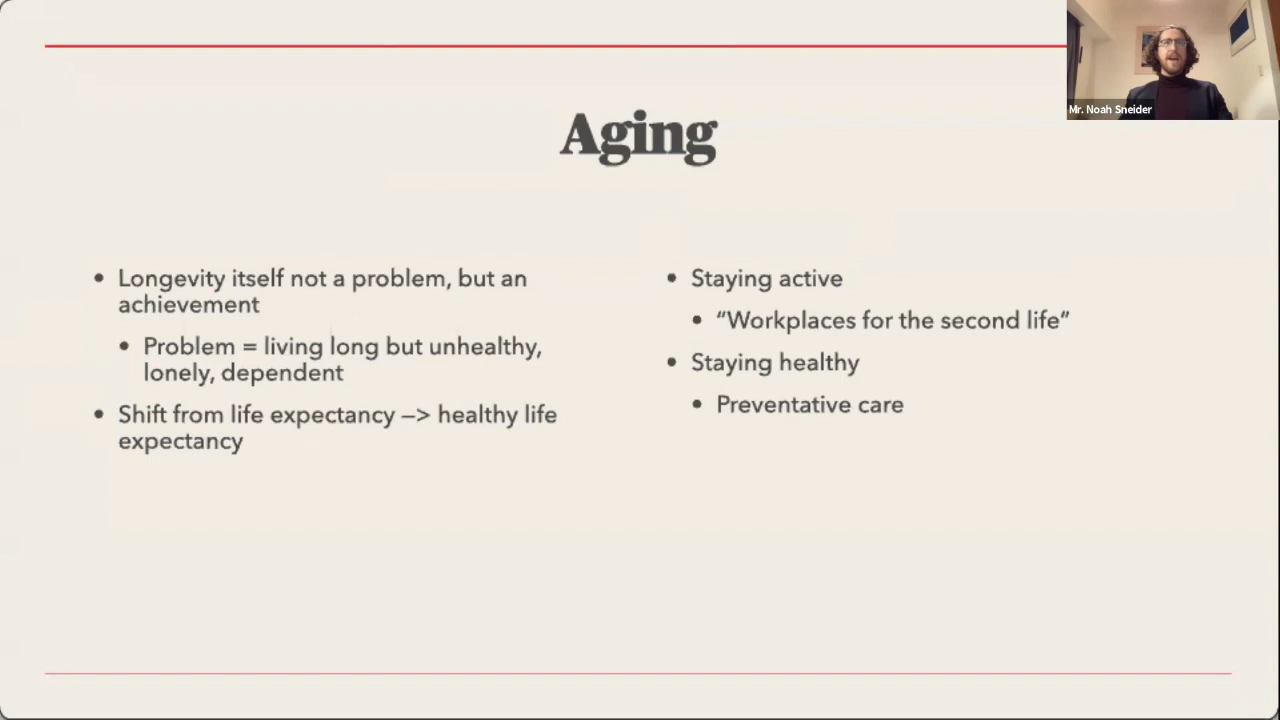 Mr. Noah Sneider
Aging
• Longevity itself not a problem, but an
achievement
• Problem = living long but unhealthy,
lonely, dependent
• Shift from life expectancy —> healthy life
expectancy
• Staying active
• “Workplaces for the second life”
• Staying healthy
• Preventative care